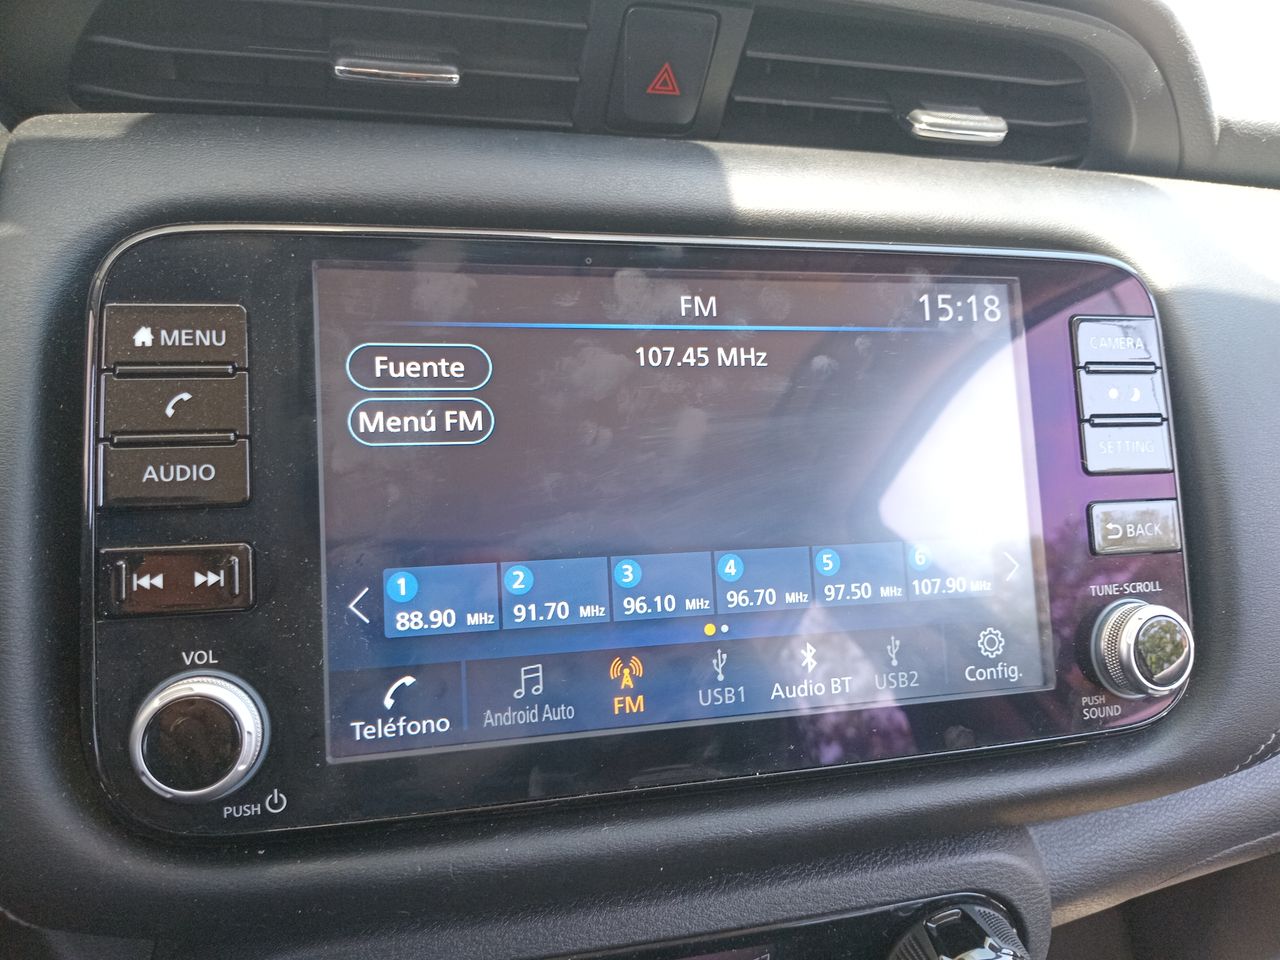 FM
15:18
107.45 MHz
Fuente
Menú FM
MENU
AUDIO
VOL
PUSH
CAMERA
SETTING
BACK
TUNE·SCROLL
PUSH
SOUND
1
88.90 MHz
2
91.70 MHz
3
96.10 MHz
4
96.70 MHz
5
97.50 MHz
6
107.90 MHz
Teléfono
Android Auto
FM
USB1
Audio BT
USB2
Config.